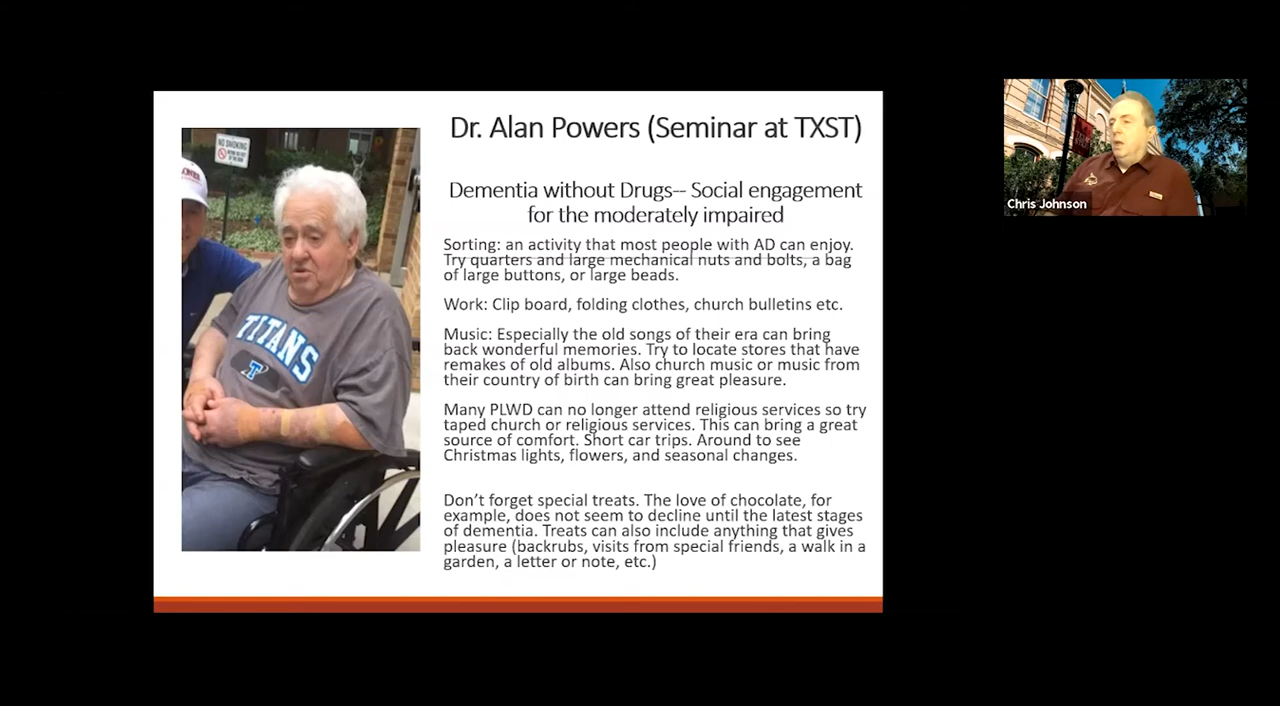 Dr. Alan Powers (Seminar at TXST)
Dementia without Drugs-- Social engagement
for the moderately impaired
Sorting: an activity that most people with AD can enjoy.
Try quarters and large mechanical nuts and bolts, a bag
of large buttons, or large beads.
Work: Clip board, folding clothes, church bulletins etc.
Music: Especially the old songs of their era can bring
back wonderful memories. Try to locate stores that have
remakes of old albums. Also church music or music from
their country of birth can bring great pleasure.
Many PLWD can no longer attend religious services so try
taped church or religious services. This can bring a great
source of comfort. Short car trips. Around to see
Christmas lights, flowers, and seasonal changes.
Don't forget special treats. The love of chocolate, for
example, does not seem to decline until the latest stages
of dementia. Treats can also include anything that gives
pleasure (backrubs, visits from special friends, a walk in a
garden, a letter or note, etc.)
NO SMOKING
TITANS
T
Chris Johnson